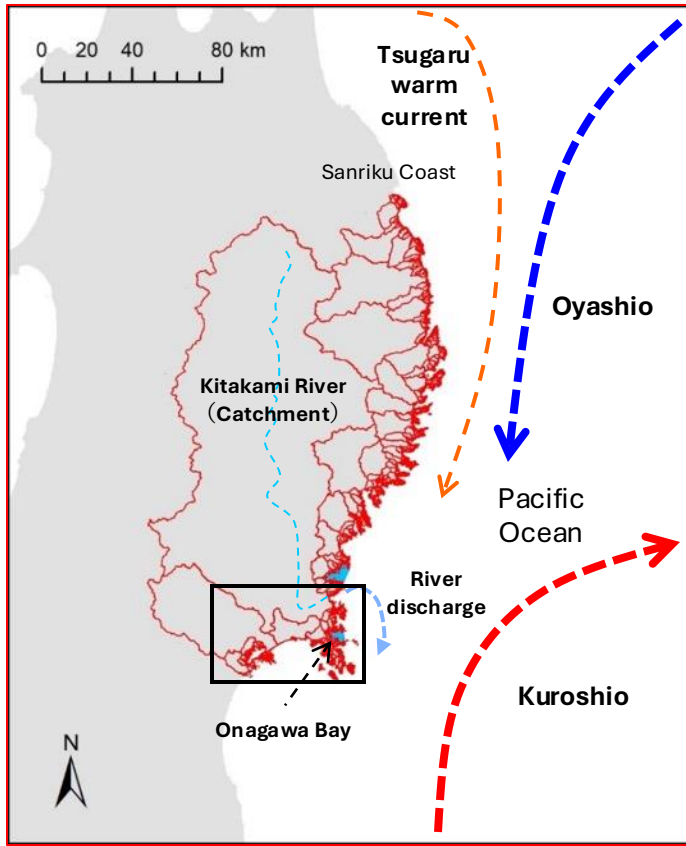 0 20 40 80 km
Tsugaru
warm
current
Sanriku Coast
Oyashio
Kitakami River
（Catchment）
Pacific
Ocean
River
discharge
Kuroshio
Onagawa Bay
N